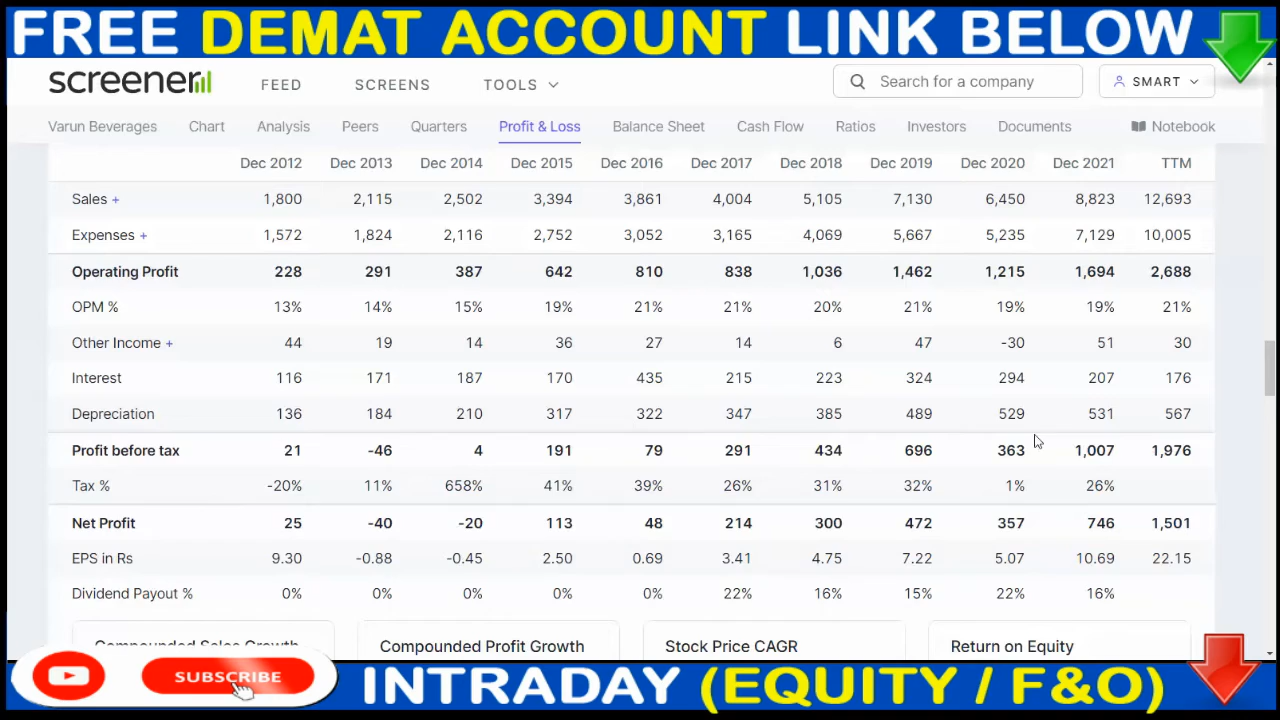 FREE DEMAT ACCOUNT LINK BELOW
screener FEED SCREENS TOOLS Search for a company SMART
Varun Beverages Chart Analysis Peers Quarters Profit & Loss Balance Sheet Cash Flow Ratios Investors Documents Notebook
Dec 2012 Dec 2013 Dec 2014 Dec 2015 Dec 2016 Dec 2017 Dec 2018 Dec 2019 Dec 2020 Dec 2021 TTM
Sales + 1,800 2,115 2,502 3,394 3,861 4,004 5,105 7,130 6,450 8,823 12,693
Expenses + 1,572 1,824 2,116 2,752 3,052 3,165 4,069 5,667 5,235 7,129 10,005
Operating Profit 228 291 387 642 810 838 1,036 1,462 1,215 1,694 2,688
OPM % 13% 14% 15% 19% 21% 21% 20% 21% 19% 19% 21%
Other Income + 44 19 14 36 27 14 6 47 -30 51 30
Interest 116 171 187 170 435 215 223 324 294 207 176
Depreciation 136 184 210 317 322 347 385 489 529 531 567
Profit before tax 21 -46 4 191 79 291 434 696 363 1,007 1,976
Tax % -20% 11% 658% 41% 39% 26% 31% 32% 1% 26%
Net Profit 25 -40 -20 113 48 214 300 472 357 746 1,501
EPS in Rs 9.30 -0.88 -0.45 2.50 0.69 3.41 4.75 7.22 5.07 10.69 22.15
Dividend Payout % 0% 0% 0% 0% 0% 22% 16% 15% 22% 16%
Compounded Sales Growth Compounded Profit Growth Stock Price CAGR Return on Equity
SUBSCRIBE INTRADAY (EQUITY / F&O)